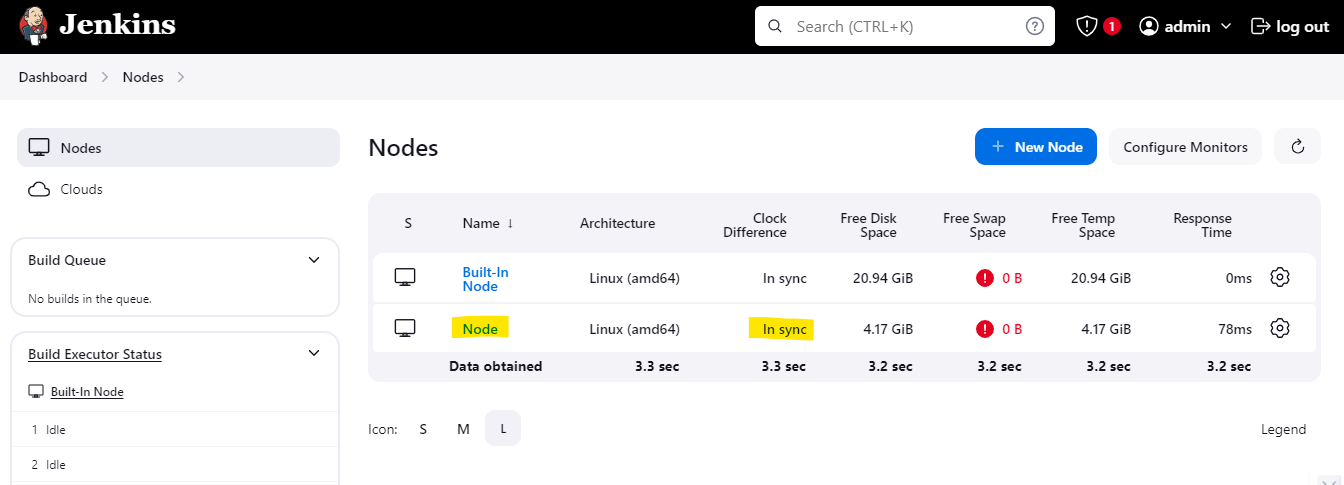 Jenkins
Search (CTRL+K)
1
admin
log out
Dashboard
Nodes
Nodes
Clouds
Build Queue
No builds in the queue.
Build Executor Status
Built-In Node
1 Idle
2 Idle
Nodes
New Node
Configure Monitors
S Name ↓ Architecture Clock Difference Free Disk Space Free Swap Space Free Temp Space Response Time
Built-In Node Linux (amd64) In sync 20.94 GiB 0 B 20.94 GiB 0ms
Node Linux (amd64) In sync 4.17 GiB 0 B 4.17 GiB 78ms
Data obtained 3.3 sec 3.3 sec 3.2 sec 3.2 sec 3.2 sec 3.2 sec
Icon: S M L
Legend